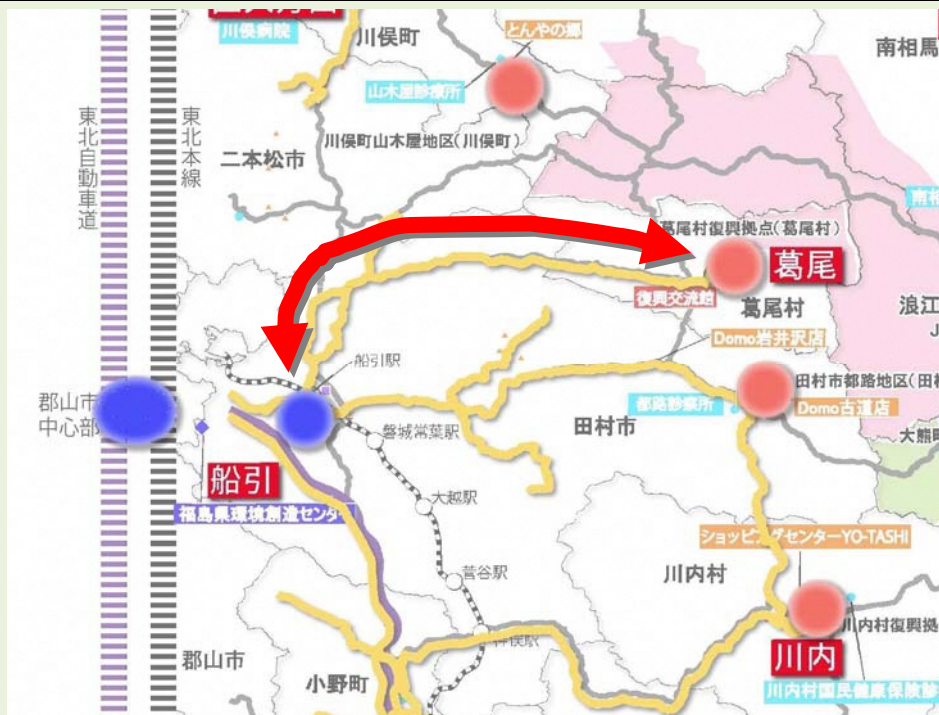 川俣病院
川俣町
とんやの郷
南相馬
山木屋診療所
川俣町山木屋地区(川俣町)
東北自動車道
東北本線
二本松市
南相
葛尾村復興拠点(葛尾村)
葛尾
復興交流館
葛尾村
浪江
Domo岩井沢店
船引駅
田村市都路地区(田村
郡山市
中心部
都路診療所
Domo古道店
磐城常葉駅
田村市
大熊町
船引
大越駅
福島県環境創造センター
ショッピングセンターYO-TASHI
菅谷駅
川内村
川内村復興拠
神俣駅
川内
郡山市
小野町
川内村国民健康保険診